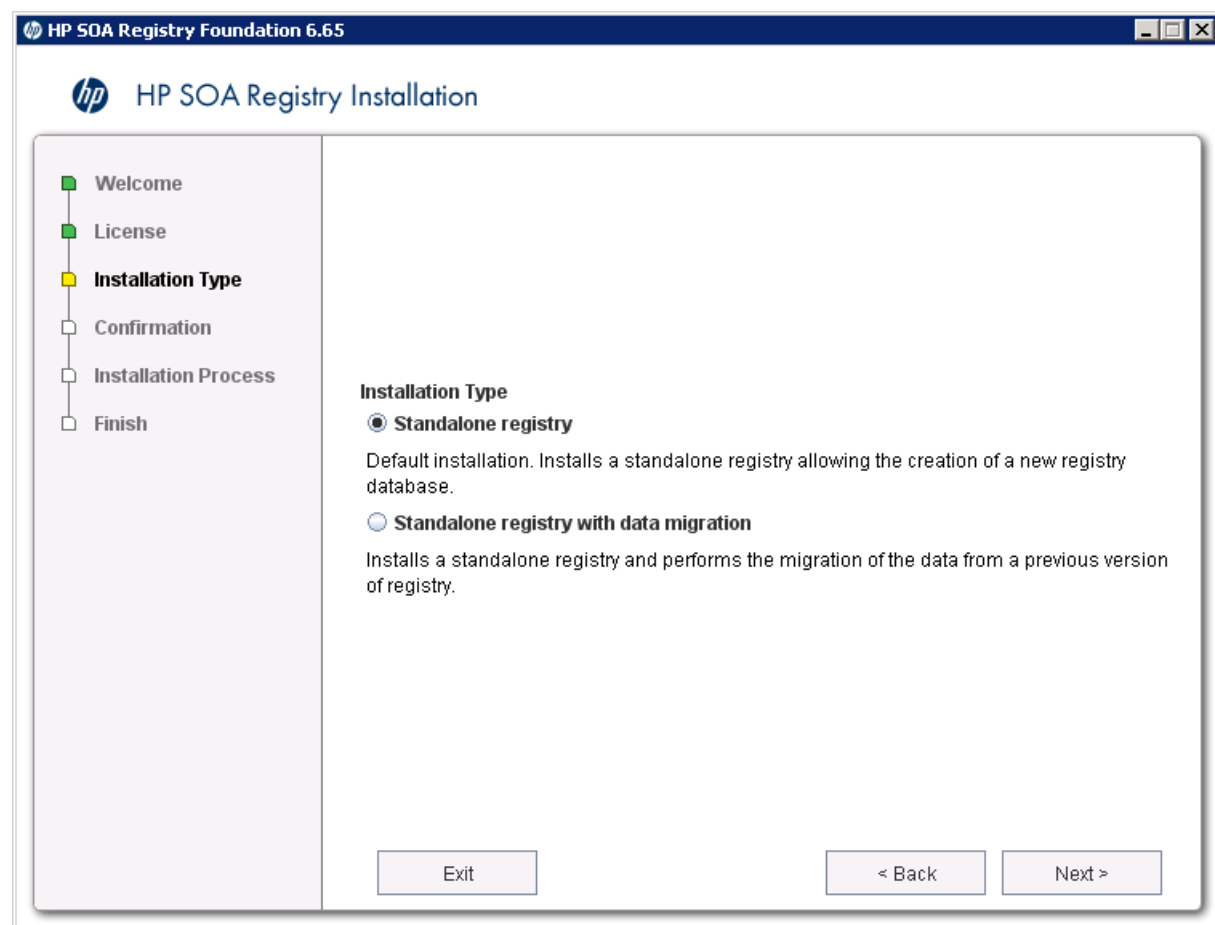 HP SOA Registry Foundation 6.65
hp HP SOA Registry Installation
Welcome
License
Installation Type
Confirmation
Installation Process
Finish
Installation Type
Standalone registry
Default installation. Installs a standalone registry allowing the creation of a new registry
database.
Standalone registry with data migration
Installs a standalone registry and performs the migration of the data from a previous version
of registry.
Exit
< Back
Next >